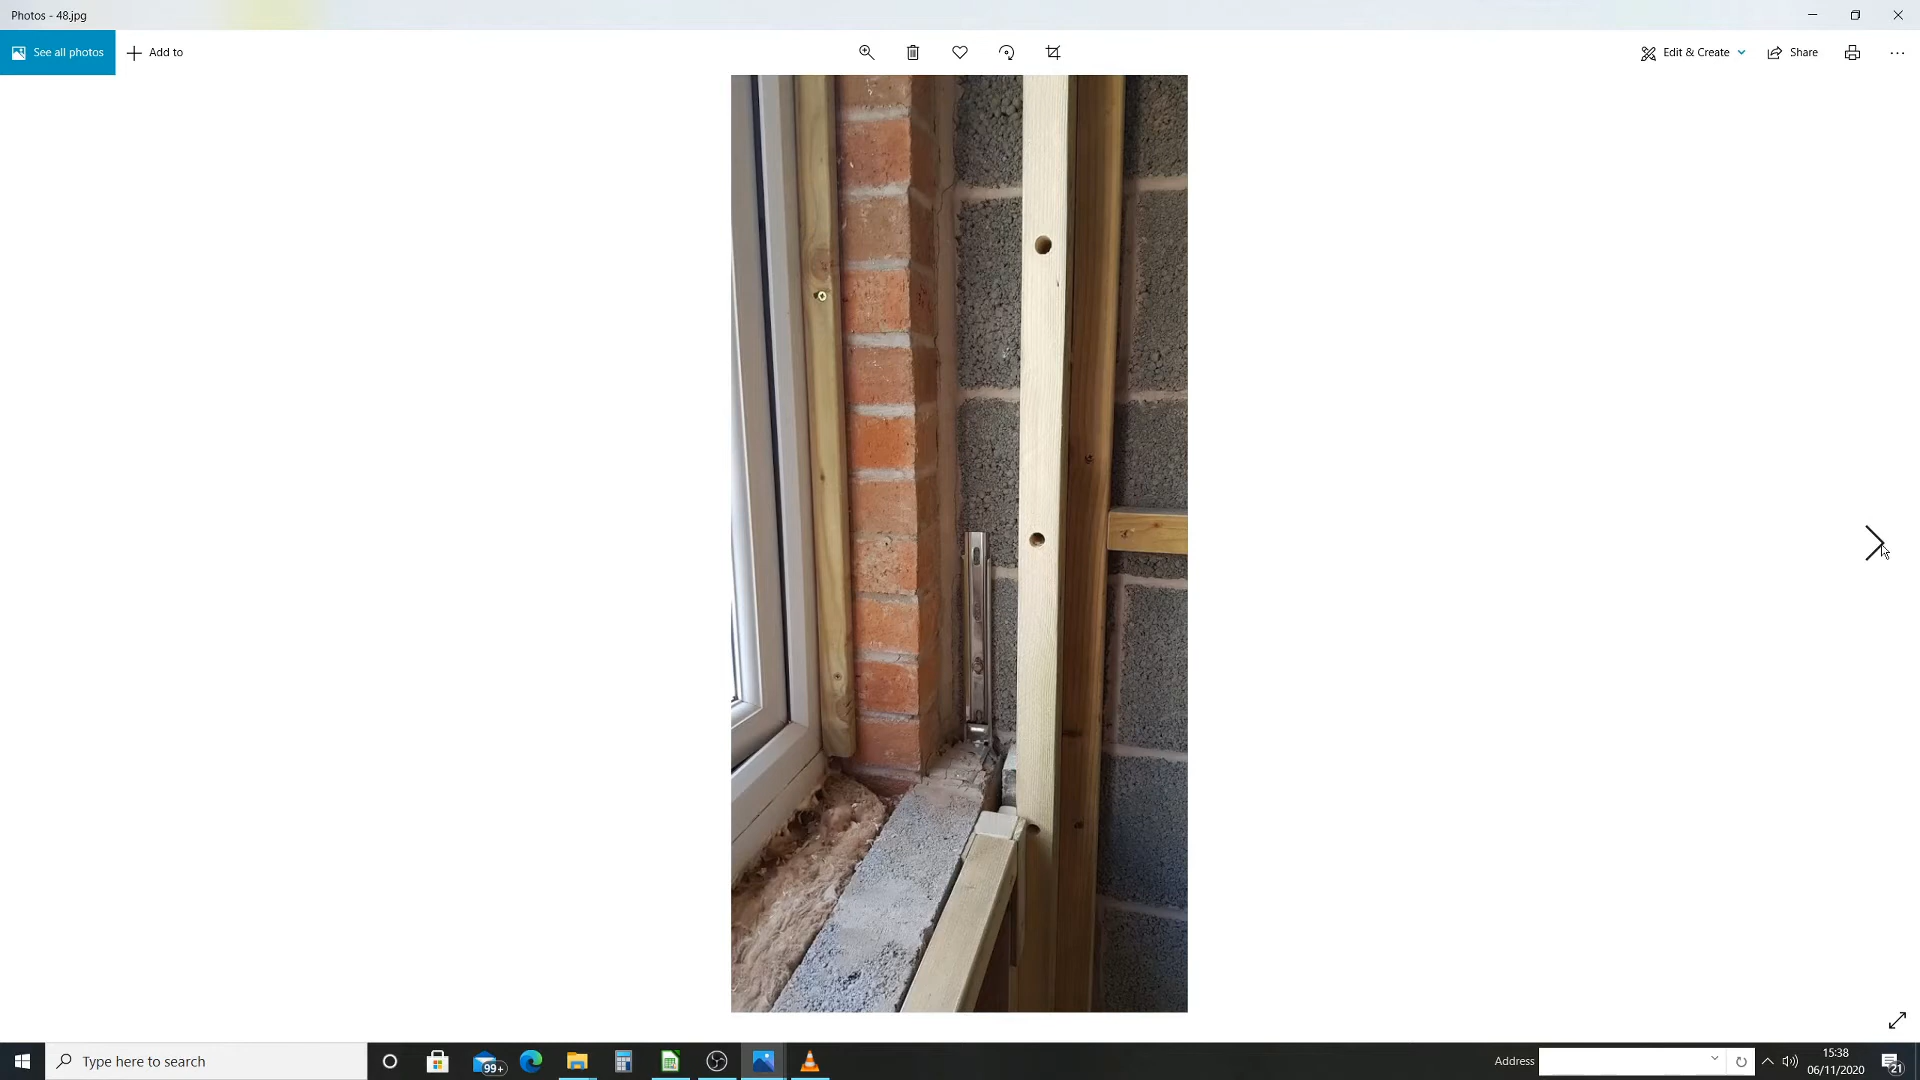 Photos - 48.jpg
See all photos
Add to
Edit & Create
Share
Type here to search
99+
Address
15:38
06/11/2020
21